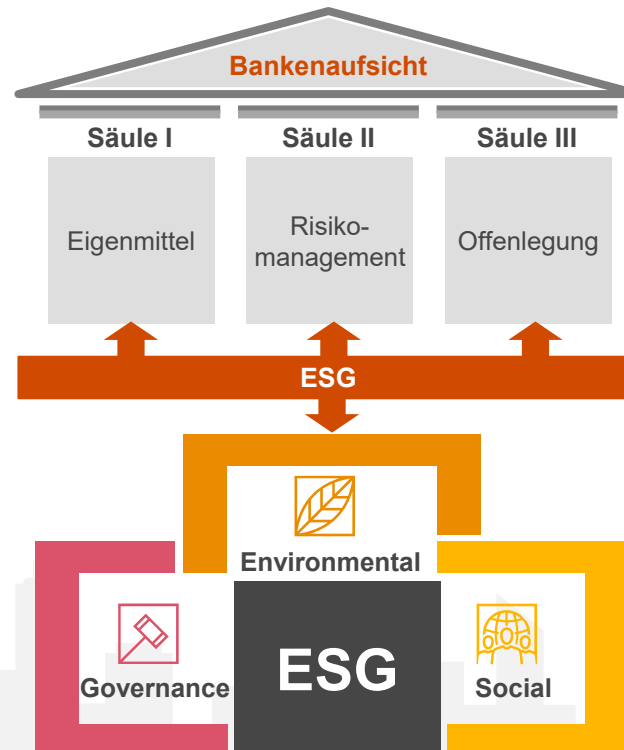 Bankenaufsicht
Säule I
Säule II
Säule III
Eigenmittel
Risiko-
management
Offenlegung
ESG
Environmental
Governance
ESG
Social